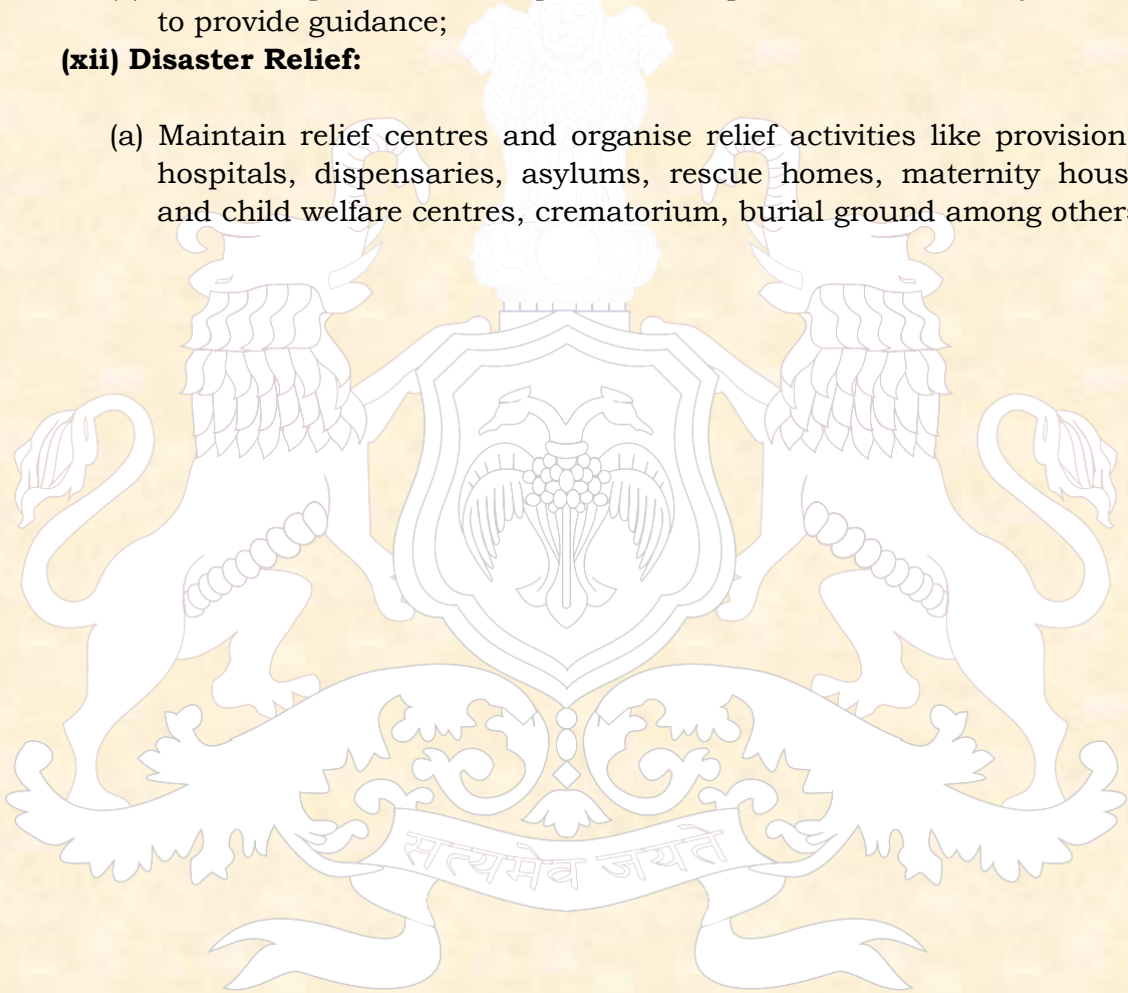 to provide guidance;
(xii) Disaster Relief:
(a) Maintain relief centres and organise relief activities like provision
hospitals, dispensaries, asylums, rescue homes, maternity hous
and child welfare centres, crematorium, burial ground among other
सत्यमेव जयते